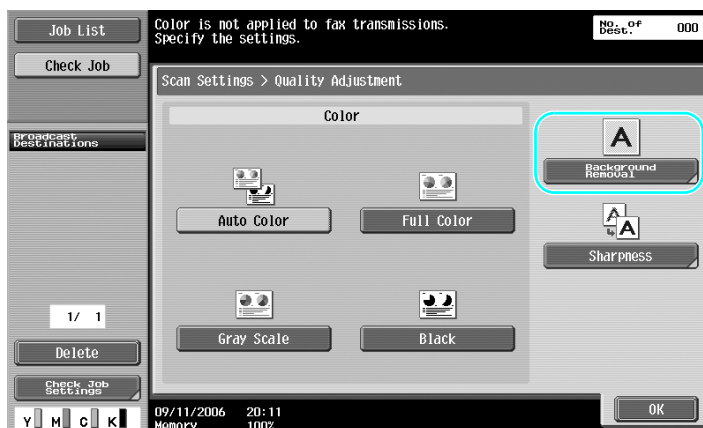 Job List
Check Job
Color is not applied to fax transmissions.
Specify the settings.
No. of
Dest.
000
Scan Settings > Quality Adjustment
Broadcast
Destinations
Color
A
Background
Removal
Auto Color
Full Color
A
A
Sharpness
1/ 1
Gray Scale
Black
Delete
Check Job
Settings
Y M C K
09/11/2006 20:11
Memory 100%
OK